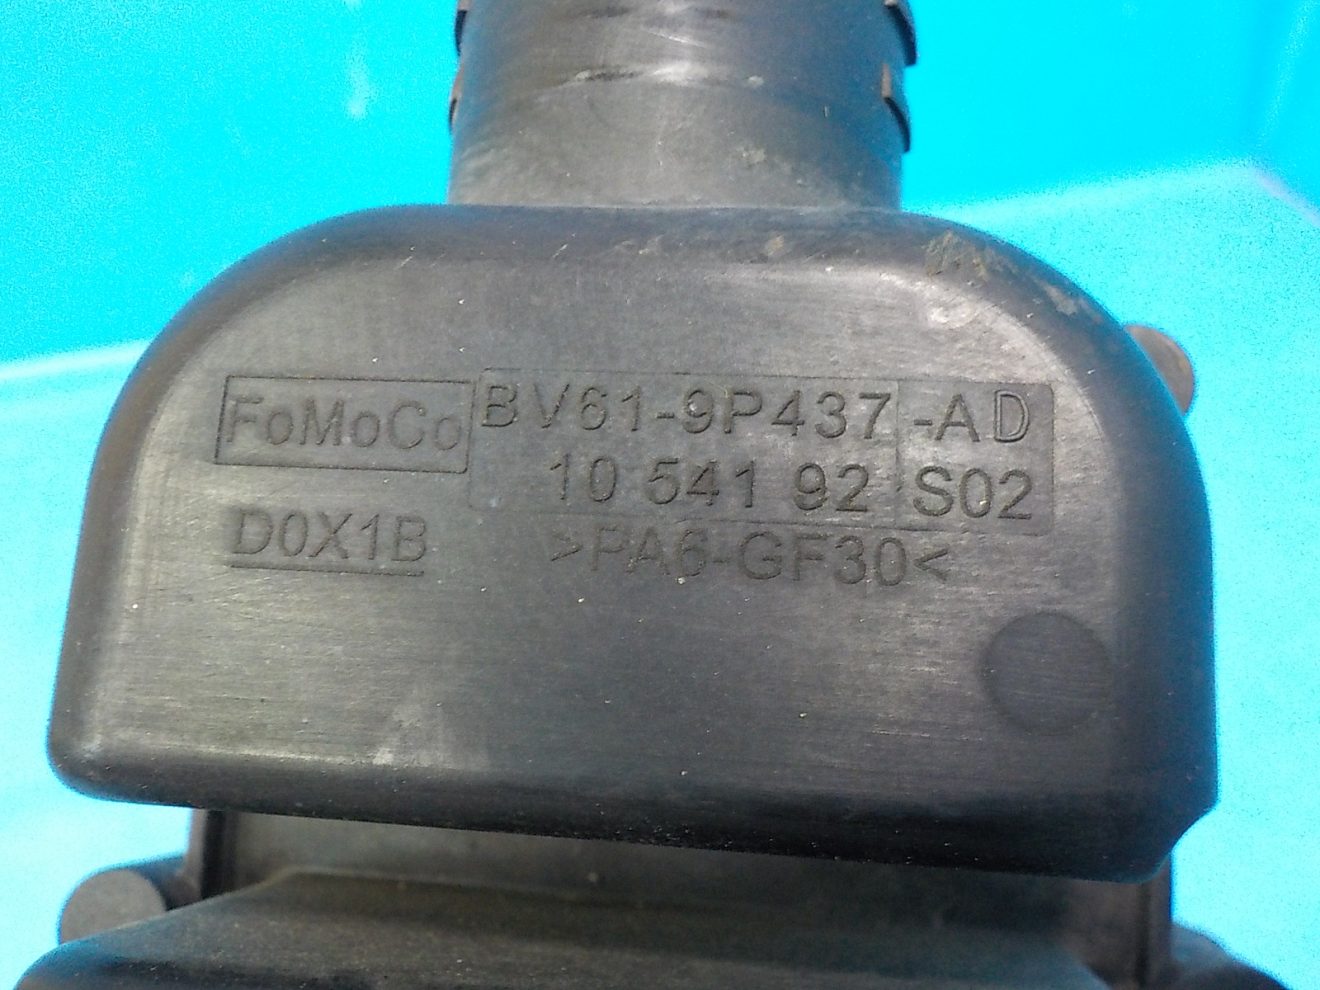 FoMoCo BV61-9P437 -AD
10 541 92 S02
D0X1B >PA6-GF30<